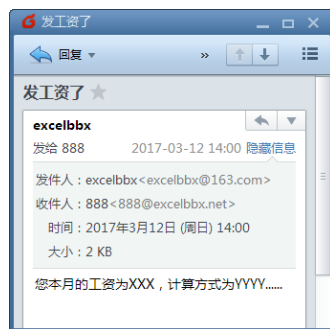 发工资了
回复
发工资了
excelbbx
发给 888 2017-03-12 14:00 隐藏信息
发件人：excelbbx<excelbbx@163.com>
收件人：888<888@excelbbx.net>
时间：2017年3月12日 (周日) 14:00
大小：2 KB
您本月的工资为XXX，计算方式为YYYY......